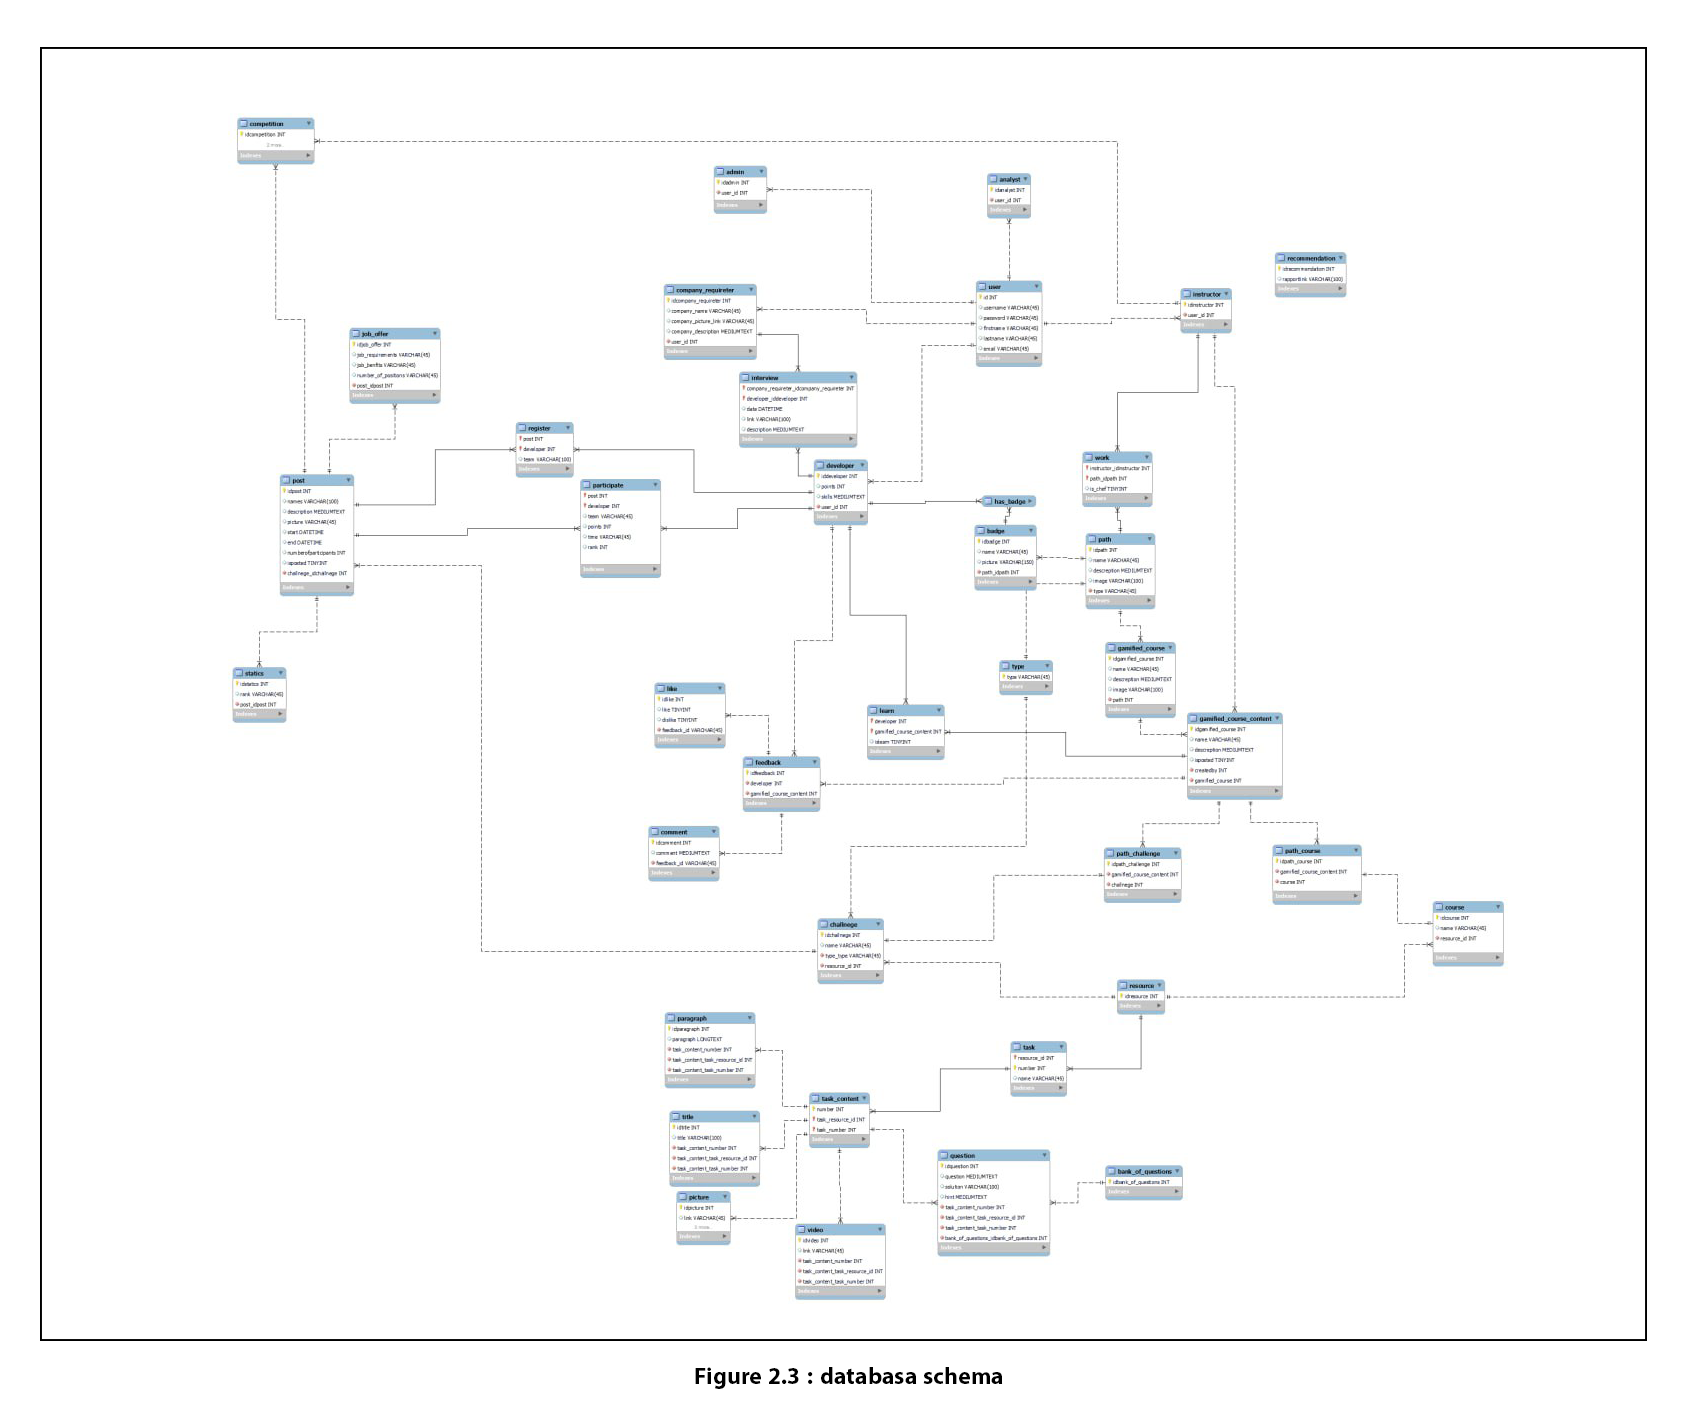 competition
idcompetition INT
2 more...
Indexes
admin
idadmin INT
user_id INT
Indexes
analyst
idanalyst INT
user_id INT
Indexes
recommendation
idrecommendation INT
rapportlink VARCHAR(100)
Indexes
company_requireter
idcompany_requireter INT
company_name VARCHAR(45)
company_picture_link VARCHAR(45)
company_description MEDIUMTEXT
user_id INT
Indexes
user
id INT
username VARCHAR(45)
password VARCHAR(45)
firstname VARCHAR(45)
lastname VARCHAR(45)
email VARCHAR(45)
Indexes
instructor
idinstructor INT
user_id INT
Indexes
job_offer
idjob_offer INT
job_requirements VARCHAR(45)
job_benfits VARCHAR(45)
number_of_positions VARCHAR(45)
post_idpost INT
Indexes
interview
company_requireter_idcompany_requireter INT
developer_iddeveloper INT
date DATETIME
link VARCHAR(100)
description MEDIUMTEXT
Indexes
register
post INT
developer INT
team VARCHAR(100)
Indexes
developer
iddeveloper INT
points INT
skills MEDIUMTEXT
user_id INT
Indexes
work
instructor_idinstructor INT
path_idpath INT
is_chef TINYINT
Indexes
post
idpost INT
names VARCHAR(100)
description MEDIUMTEXT
picture VARCHAR(45)
start DATETIME
end DATETIME
numberofparticipants INT
isposted TINYINT
challnege_idchallnege INT
Indexes
participate
post INT
developer INT
team VARCHAR(45)
points INT
time VARCHAR(45)
rank INT
Indexes
has_badge
badge
idbadge INT
name VARCHAR(45)
picture VARCHAR(150)
path_idpath INT
Indexes
path
idpath INT
name VARCHAR(45)
descreption MEDIUMTEXT
image VARCHAR(100)
type VARCHAR(45)
Indexes
statics
idstatics INT
rank VARCHAR(45)
post_idpost INT
Indexes
type
type VARCHAR(45)
Indexes
gamified_course
idgamified_course INT
name VARCHAR(45)
descreption MEDIUMTEXT
image VARCHAR(100)
path INT
Indexes
like
idlike INT
like TINYINT
dislike TINYINT
feedback_id VARCHAR(45)
Indexes
learn
developer INT
gamified_course_content INT
islearn TINYINT
Indexes
gamified_course_content
idgamified_course INT
name VARCHAR(45)
descreption MEDIUMTEXT
isposted TINYINT
createdby INT
gamified_course INT
Indexes
feedback
idfeedback INT
developer INT
gamified_course_content INT
Indexes
comment
idcomment INT
comment MEDIUMTEXT
feedback_id VARCHAR(45)
Indexes
path_challenge
idpath_challenge INT
gamified_course_content INT
challnege INT
Indexes
path_course
idpath_course INT
gamified_course_content INT
course INT
Indexes
challnege
idchallnege INT
name VARCHAR(45)
type_type VARCHAR(45)
resource_id INT
Indexes
course
idcourse INT
name VARCHAR(45)
resource_id INT
Indexes
resource
idresource INT
Indexes
paragraph
idparagraph INT
paragraph LONGTEXT
task_content_number INT
task_content_task_resource_id INT
task_content_task_number INT
Indexes
task
resource_id INT
number INT
name VARCHAR(45)
Indexes
task_content
number INT
task_resource_id INT
task_number INT
Indexes
title
idtitle INT
title VARCHAR(100)
task_content_number INT
task_content_task_resource_id INT
task_content_task_number INT
Indexes
question
idquestion INT
question MEDIUMTEXT
solution VARCHAR(100)
hint MEDIUMTEXT
task_content_number INT
task_content_task_resource_id INT
task_content_task_number INT
bank_of_questions_idbank_of_questions INT
Indexes
bank_of_questions
idbank_of_questions INT
Indexes
picture
idpicture INT
link VARCHAR(45)
3 more...
Indexes
video
idvideo INT
link VARCHAR(45)
task_content_number INT
task_content_task_resource_id INT
task_content_task_number INT
Indexes
Figure 2.3 : databasa schema